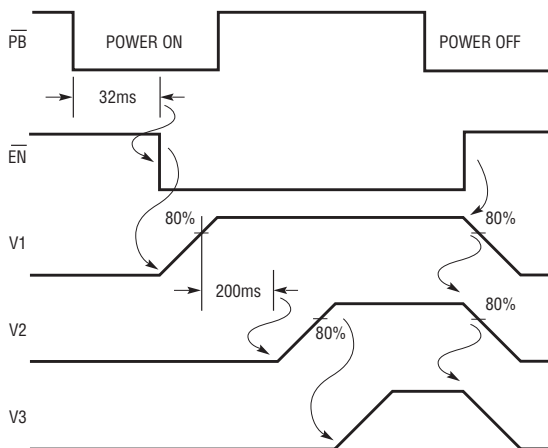 PB
POWER ON
POWER OFF
32ms
EN
80%
80%
V1
200ms
V2
80%
80%
V3